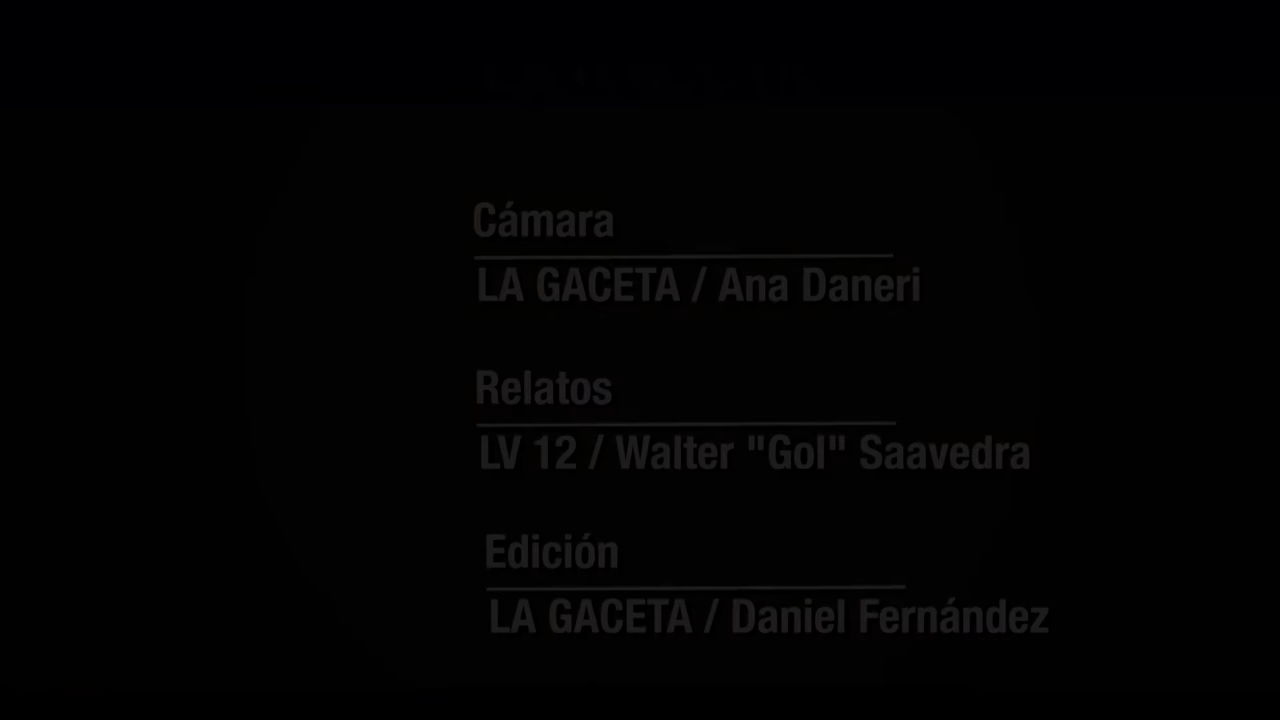 Cámara
LA GACETA / Ana Daneri
Relatos
LV 12 / Walter "Gol" Saavedra
Edición
LA GACETA / Daniel Fernández